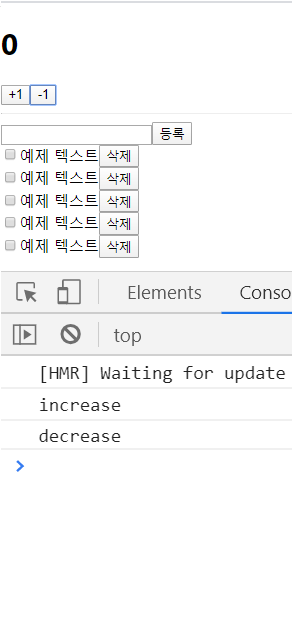 0
+1 -1
등록
예제 텍스트 삭제
예제 텍스트 삭제
예제 텍스트 삭제
예제 텍스트 삭제
예제 텍스트 삭제
Elements Conso
top
[HMR] Waiting for update
increase
decrease